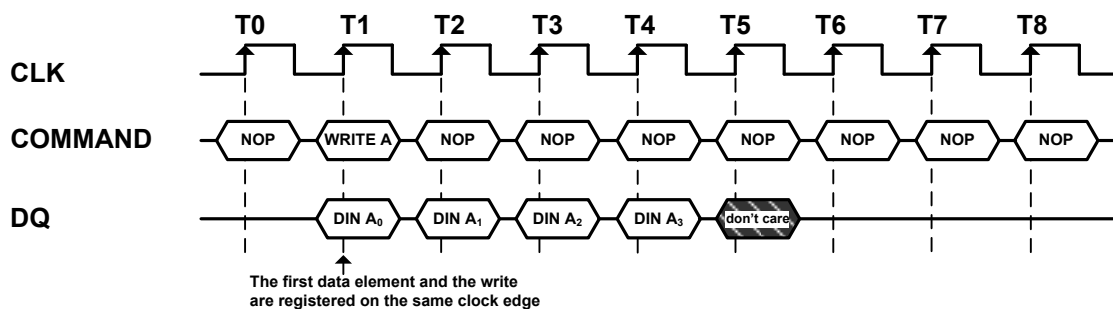 T0 T1 T2 T3 T4 T5 T6 T7 T8
CLK
COMMAND NOP WRITE A NOP NOP NOP NOP NOP NOP NOP
DQ DIN A₀ DIN A₁ DIN A₂ DIN A₃ don't care
The first data element and the write
are registered on the same clock edge